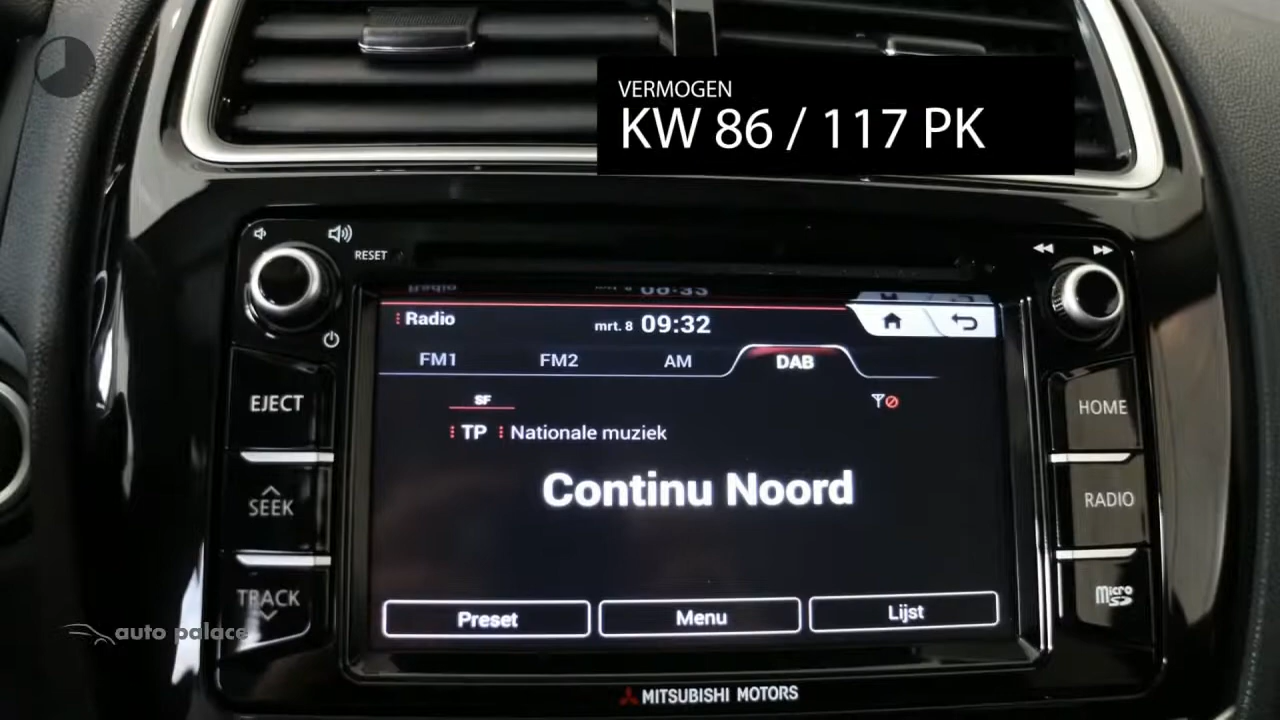 VERMOGEN
KW 86 / 117 PK
RESET
Radio
mrt. 8 09:32
FM1 FM2 AM DAB
EJECT
SF
HOME
TP Nationale muziek
Continu Noord
SEEK
RADIO
TRACK
Micro SD
Preset Menu Lijst
auto palace
MITSUBISHI MOTORS